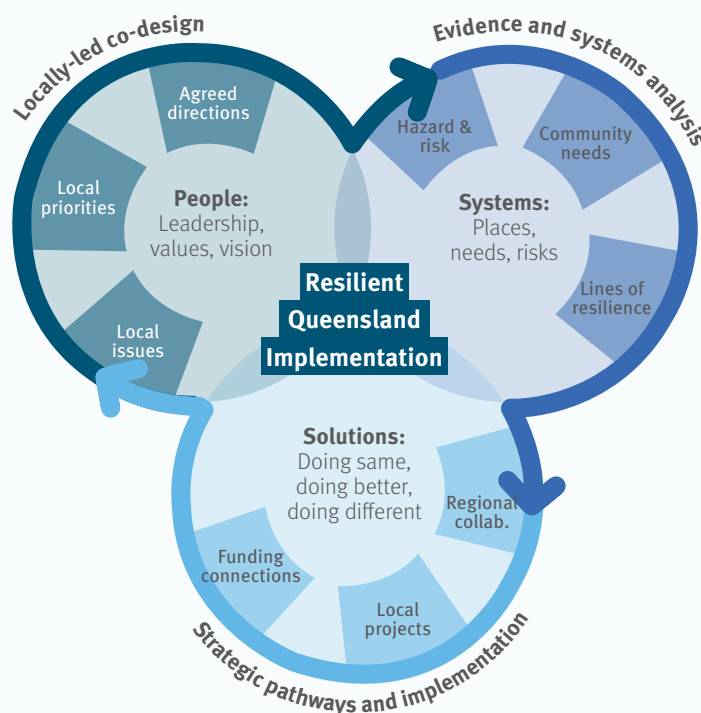 Locally-led co-design
Agreed
directions
Local
priorities
Local
issues
People:
Leadership,
values, vision
Evidence and systems analysis
Hazard &
risk
Community
needs
Lines of
resilience
Systems:
Places,
needs, risks
Resilient
Queensland
Implementation
Solutions:
Doing same,
doing better,
doing different
Regional
collab.
Local
projects
Funding
connections
Strategic pathways and implementation